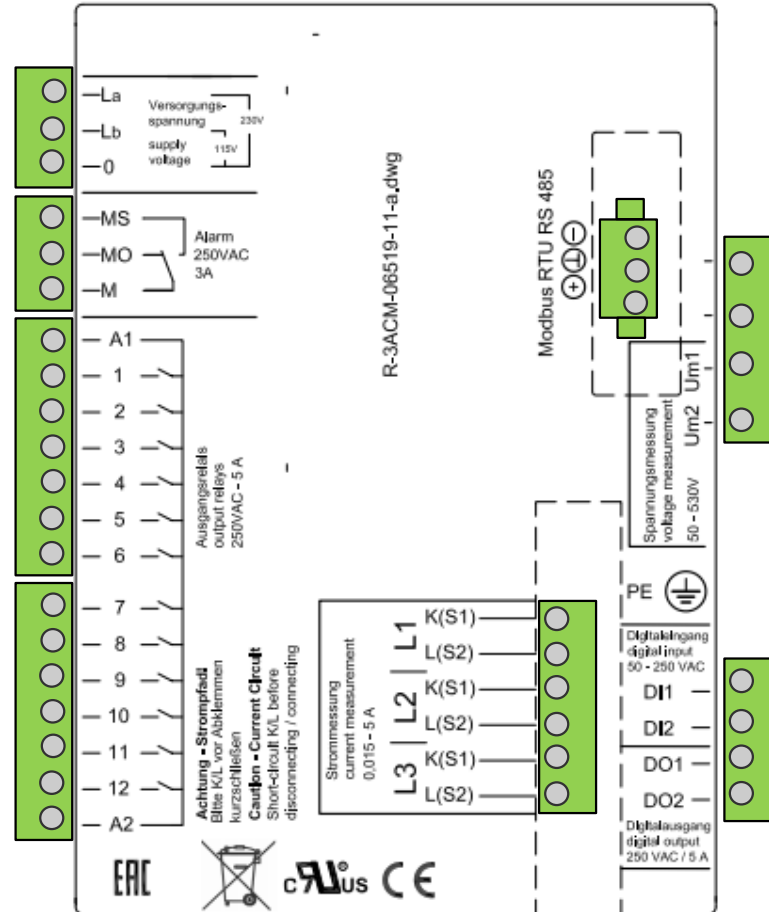 La
Lb
0
Versorgungs-
spannung
supply
voltage
230V
115V
MS
MO
M
Alarm
250VAC
3A
A1
1
2
3
4
5
6
Ausgangsrelais
output relays
250VAC - 5 A
7
8
9
10
11
12
A2
Achtung - Strompfad!
Bitte K/L vor Abklemmen
kurzschließen
Caution - Current Circuit
Short-circuit K/L before
disconnecting / connecting
R-3ACM-06519-11-a.dwg
Modbus RTU RS 485
Um1
Um2
Spannungsmessung
voltage measurement
50 - 530V
PE
Strommessung
current measurement
0,015 - 5 A
L1
K(S1)
L(S2)
L2
K(S1)
L(S2)
L3
K(S1)
L(S2)
Digitaleingang
digital input
50 - 250 VAC
DI1
DI2
DO1
DO2
Digitalausgang
digital output
250 VAC / 5 A
EAC
c RU ® US CE